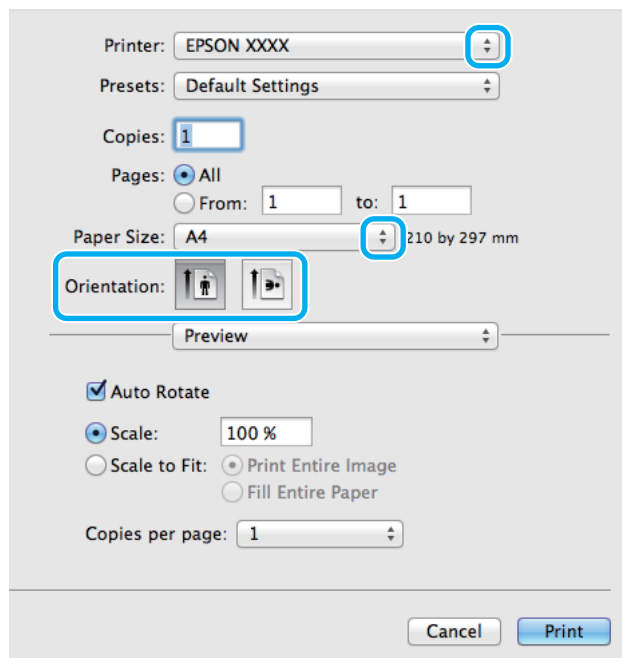 Printer: EPSON XXXX
Presets: Default Settings
Copies: 1
Pages: All
From: 1 to: 1
Paper Size: A4 210 by 297 mm
Orientation:
Preview
Auto Rotate
Scale: 100 %
Scale to Fit: Print Entire Image
Fill Entire Paper
Copies per page: 1
Cancel Print